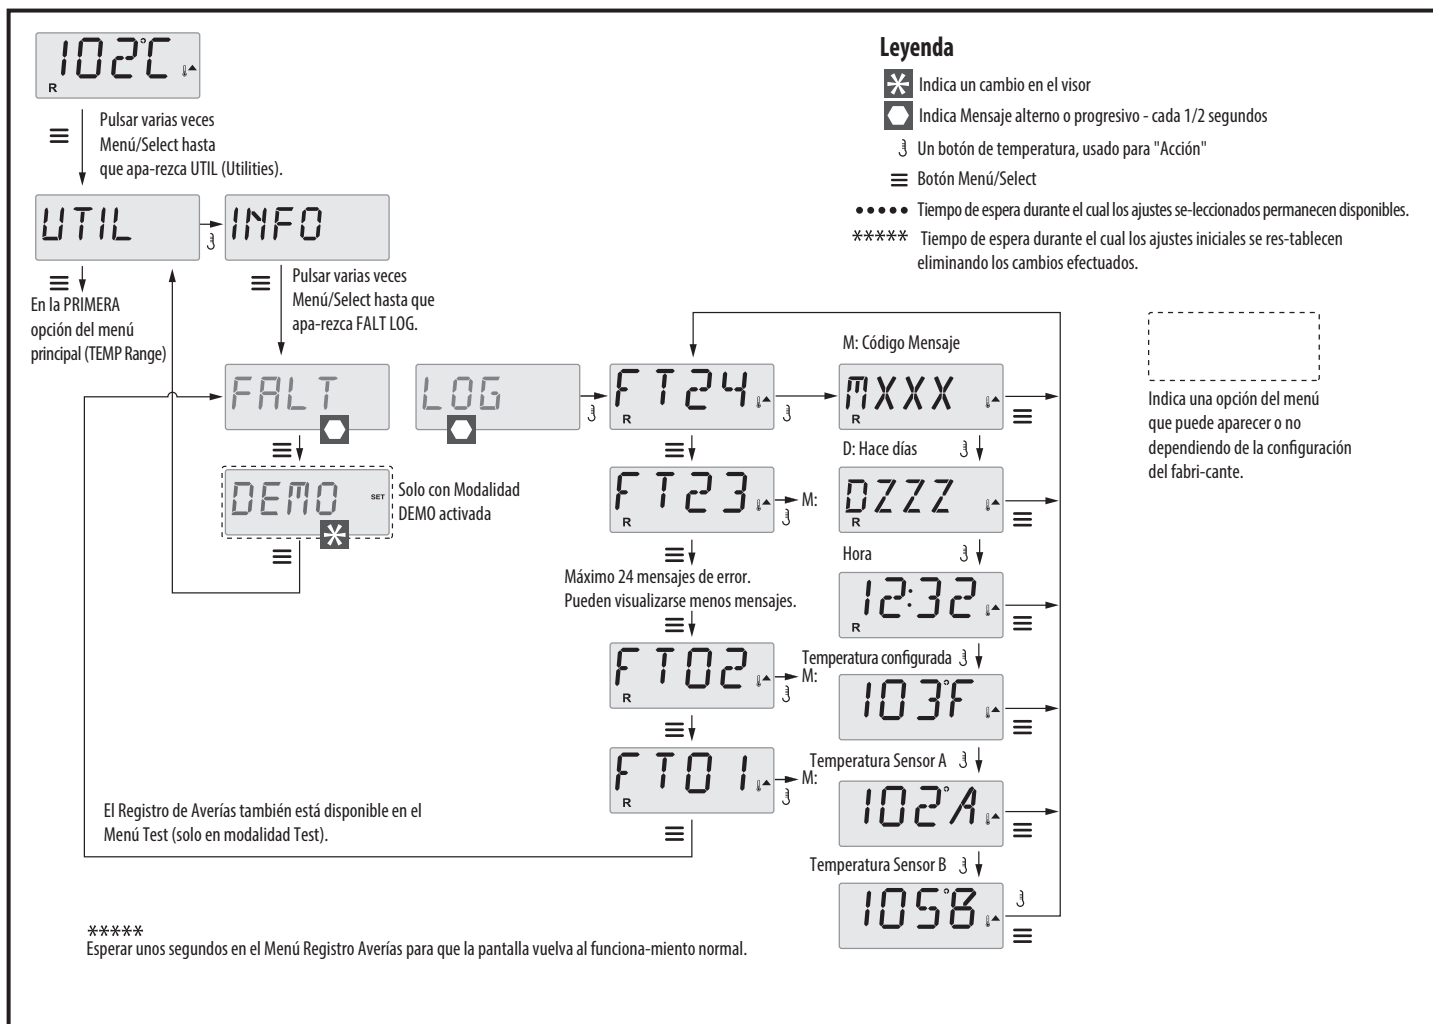 102°C
R
Pulsar varias veces
Menú/Select hasta
que apa-rezca UTIL (Utilities).
Leyenda
Indica un cambio en el visor
Indica Mensaje alterno o progresivo - cada 1/2 segundos
Un botón de temperatura, usado para "Acción"
Botón Menú/Select
••••• Tiempo de espera durante el cual los ajustes se-leccionados permanecen disponibles.
***** Tiempo de espera durante el cual los ajustes iniciales se res-tablecen
eliminando los cambios efectuados.
UTIL
INFO
En la PRIMERA
opción del menú
principal (TEMP Range)
Pulsar varias veces
Menú/Select hasta que
apa-rezca FALT LOG.
FALT
LOG
DEMO
SET
Solo con Modalidad
DEMO activada
FT24
R
FT23
R
M:
Máximo 24 mensajes de error.
Pueden visualizarse menos mensajes.
FT02
R
M:
FT01
R
M:
M: Código Mensaje
MXXX
R
D: Hace días
DZZZ
R
Hora
12:32
R
Temperatura configurada
103°F
Temperatura Sensor A
102°A
Temperatura Sensor B
105°B
Indica una opción del menú
que puede aparecer o no
dependiendo de la configuración
del fabri-cante.
El Registro de Averías también está disponible en el
Menú Test (solo en modalidad Test).
*****
Esperar unos segundos en el Menú Registro Averías para que la pantalla vuelva al funciona-miento normal.